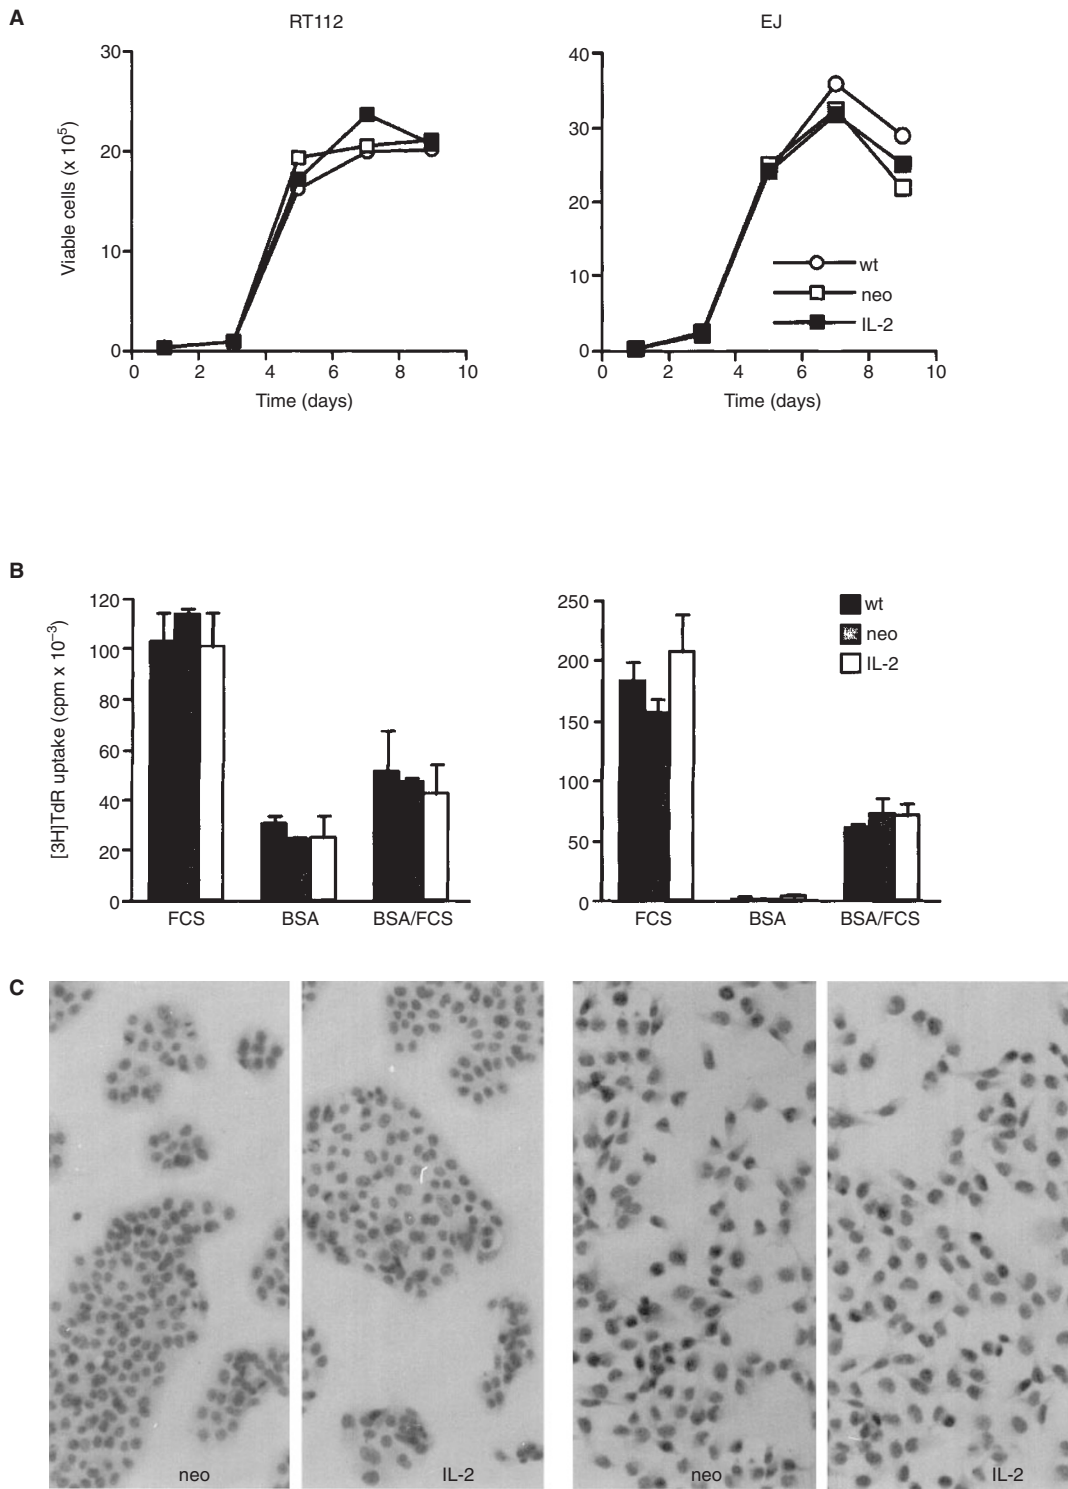 A
RT112
EJ
Viable cells (x 10⁵)
30
20
10
0
0 2 4 6 8 10
Time (days)
40
30
20
10
0
0 2 4 6 8 10
Time (days)
wt
neo
IL-2
B
[3H]TdR uptake (cpm x 10⁻³)
120
100
80
60
40
20
0
FCS BSA BSA/FCS
250
200
150
100
50
0
FCS BSA BSA/FCS
wt
neo
IL-2
C
neo
IL-2
neo
IL-2